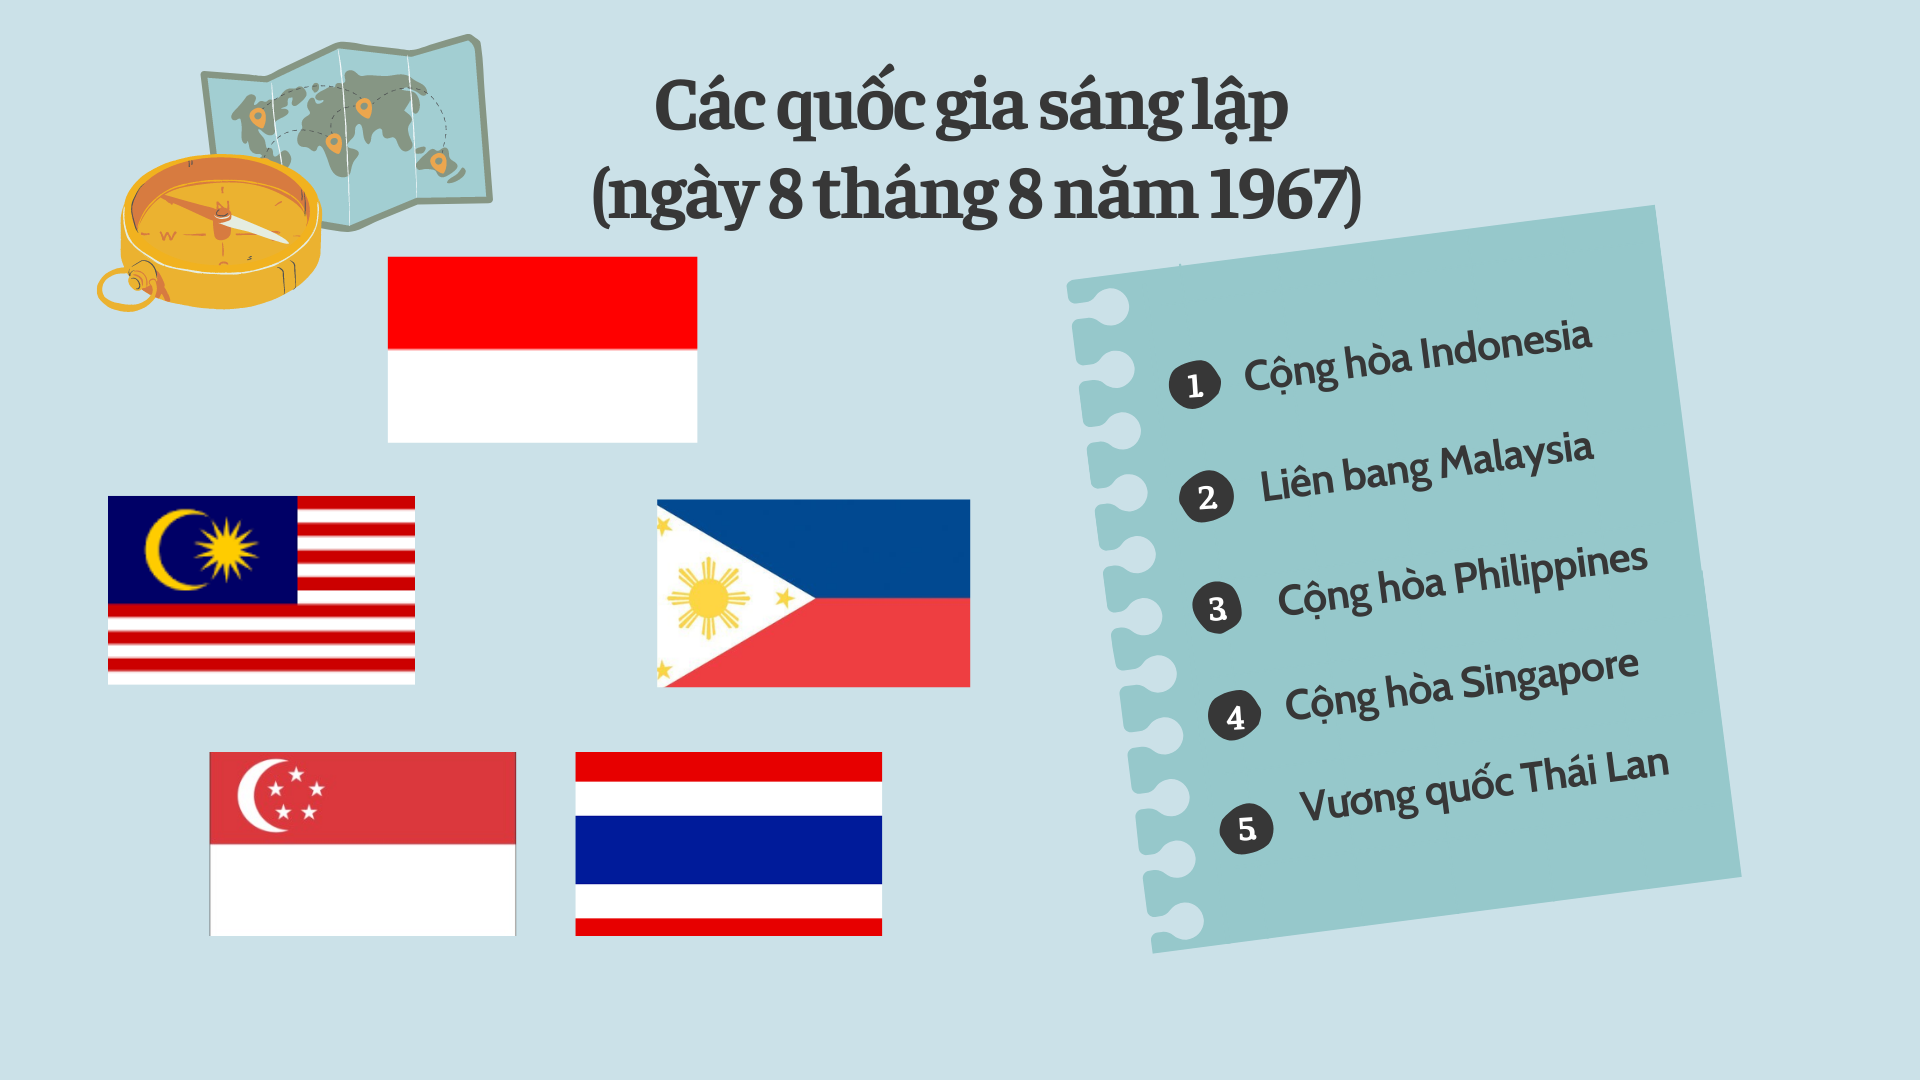 Các quốc gia sáng lập
(ngày 8 tháng 8 năm 1967)
N
W
1. Cộng hòa Indonesia
2. Liên bang Malaysia
3. Cộng hòa Philippines
4. Cộng hòa Singapore
5. Vương quốc Thái Lan